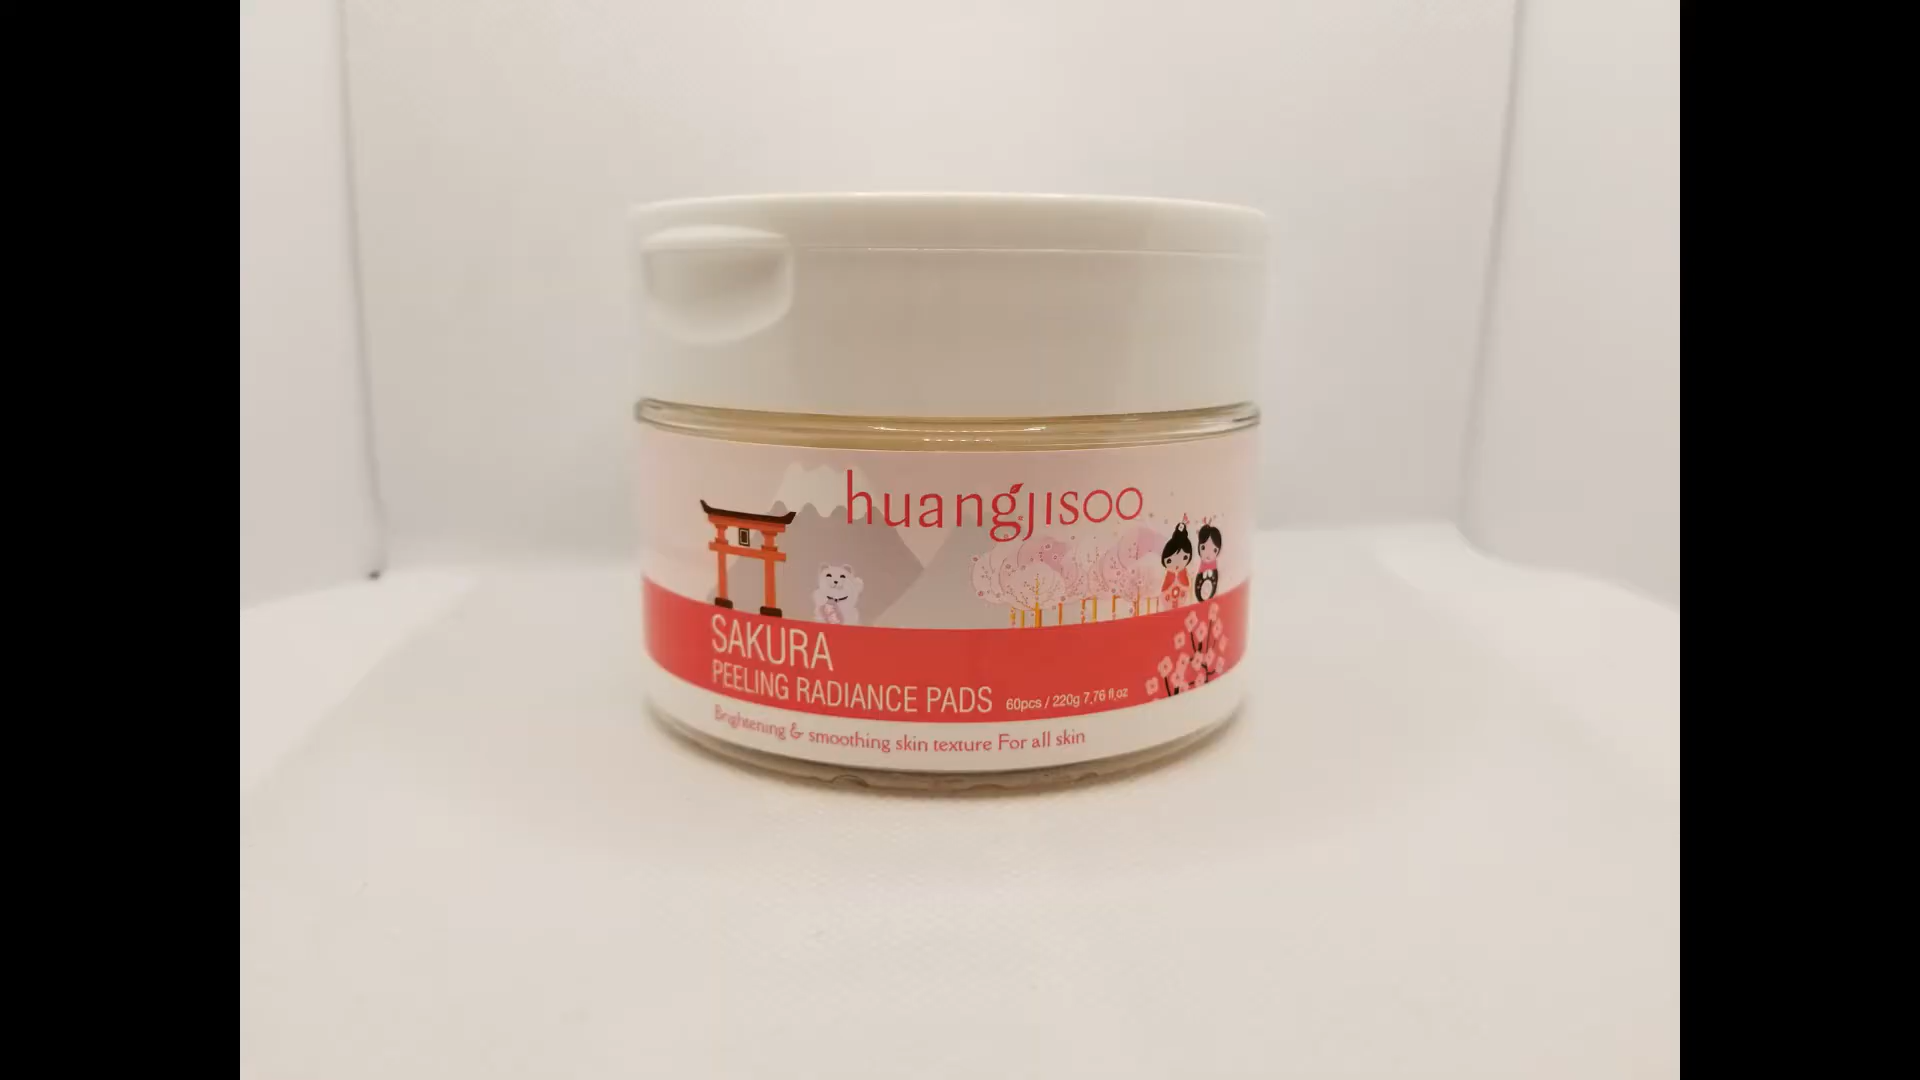 huangjisoo
SAKURA
PEELING RADIANCE PADS 60pcs / 220g 7.76 fl.oz
Brightening & smoothing skin texture For all skin